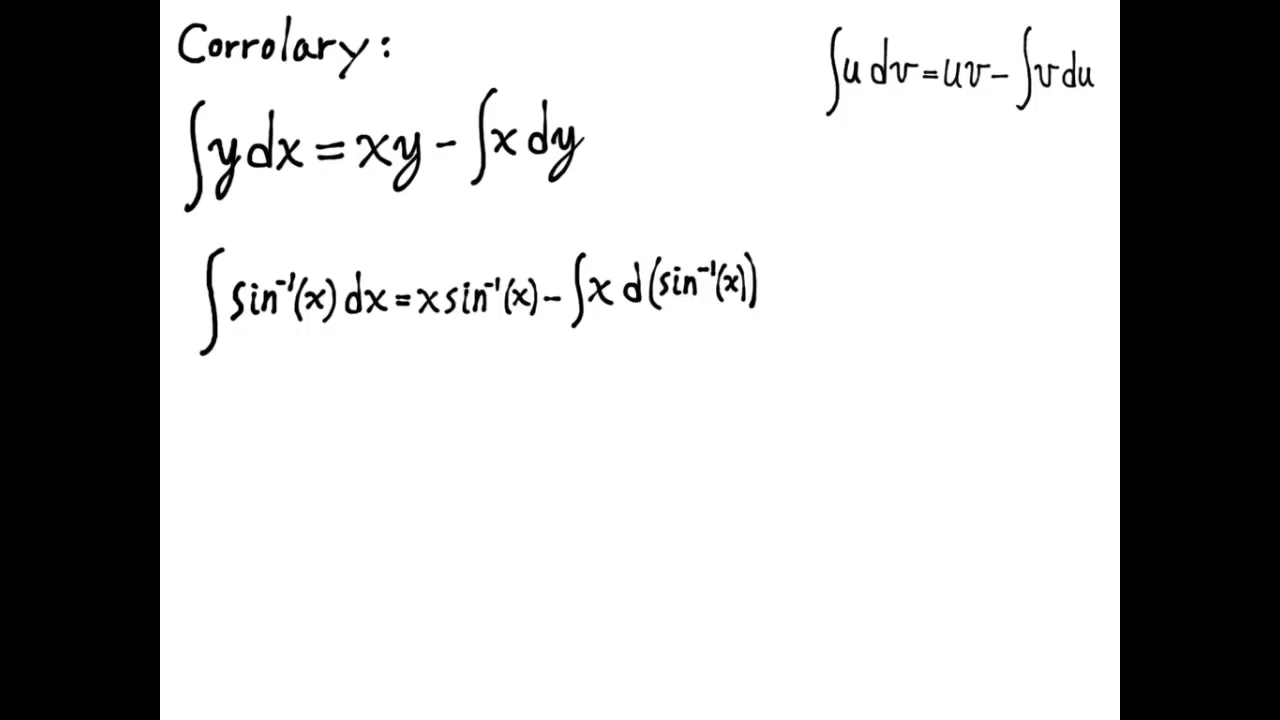 Corrolary:
∫u dv = uv − ∫v du
∫y dx = xy − ∫x dy
∫sin⁻¹(x) dx = x sin⁻¹(x) − ∫x d(sin⁻¹(x))